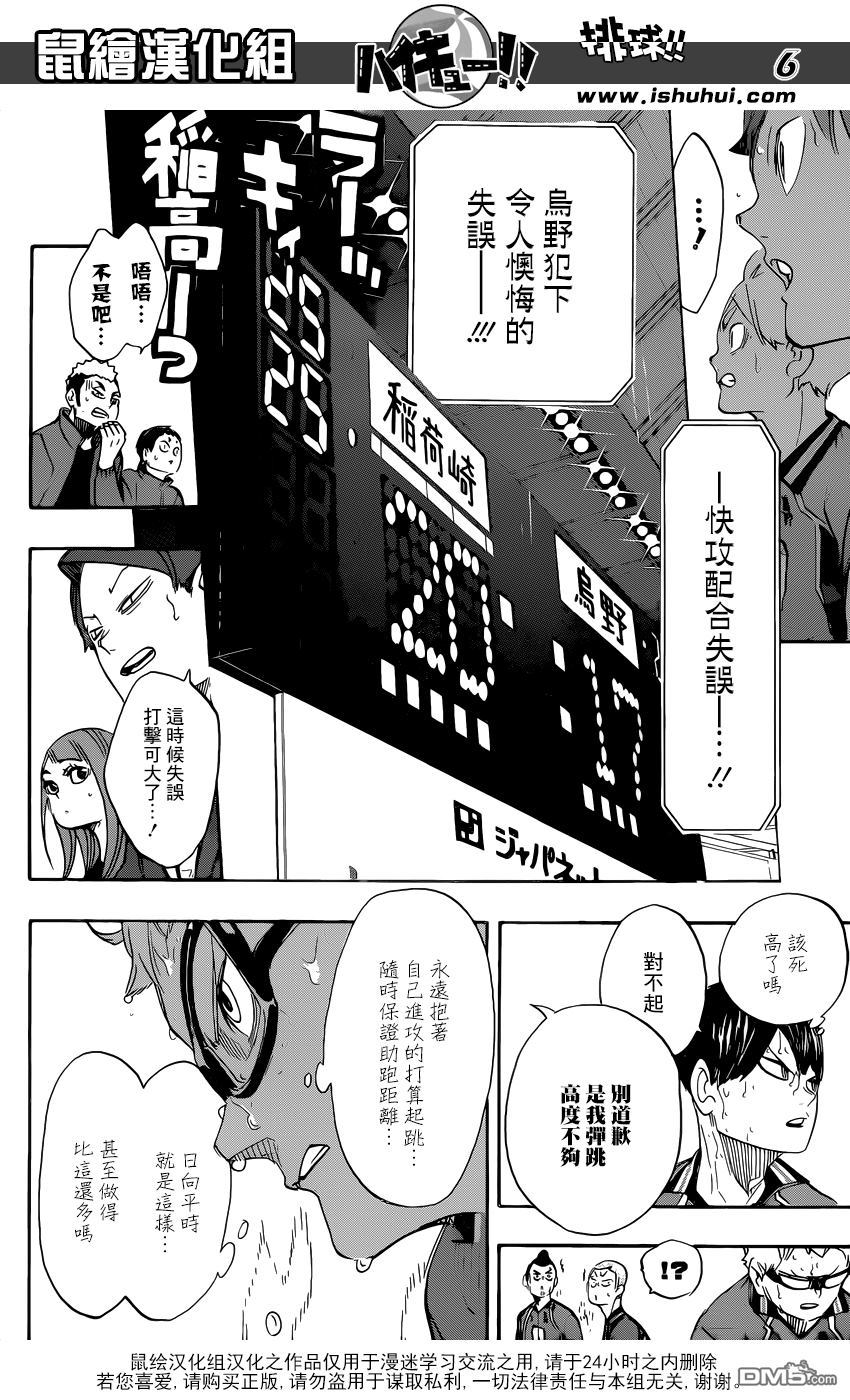 鼠繪漢化組
ハイキュー!!
排球!!
6
www.ishuhui.com
…!
烏野犯下
令人懊悔的
失誤——!!!
—快攻配合失誤—…!!
ラーッ
キィ
稲高ーっ
唔唔…
不是吧…
25
稲荷崎
20
烏野
17
ジャパネット
這時候失誤
打擊可大了…!
該死
高了嗎
對不起
別道歉
是我彈跳
高度不夠
!?
永遠抱著
自己進攻的打算起跳…
隨時保證助跑距離…
日向平時
就是這樣…
甚至做得
比這還多嗎
鼠绘汉化组汉化之作品仅用于漫迷学习交流之用, 请于24小时之内删除
若您喜爱, 请购买正版, 请勿盗用于谋取私利, 一切法律责任与本组无关, 谢谢。
DM5.com